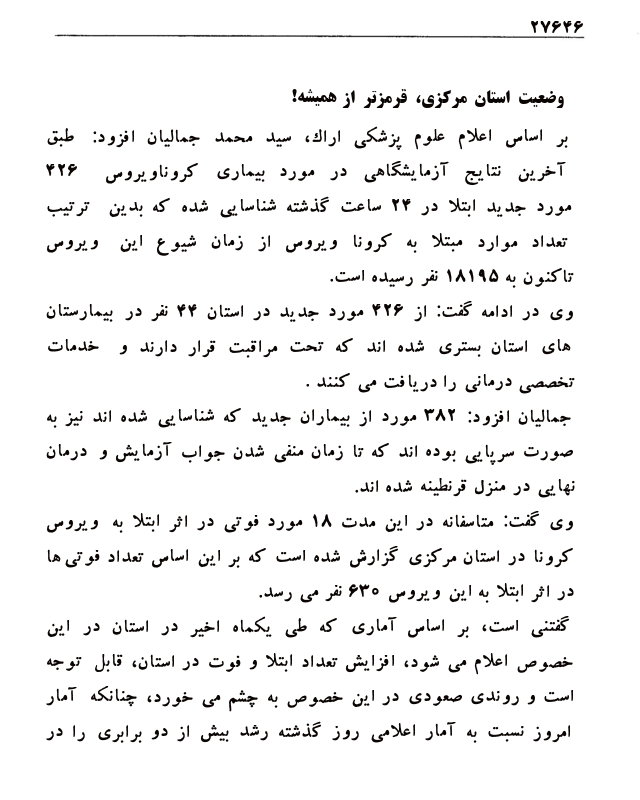 ۲۷۶۴۶
وضعیت استان مرکزی، قرمزتر از همیشه!
بر اساس اعلام علوم پزشکی اراك، سید محمد جمالیان افزود: طبق
آخرین نتایج آزمایشگاهی در مورد بیماری کروناویروس ۴۲۶
مورد جدید ابتلا در ۲۴ ساعت گذشته شناسایی شده که بدین ترتیب
تعداد موارد مبتلا به کرونا ویروس از زمان شیوع این ویروس
تاکنون به ۱۸۱۹۵ نفر رسیده است.
وی در ادامه گفت: از ۴۲۶ مورد جدید در استان ۴۴ نفر در بیمارستان
های استان بستری شده اند که تحت مراقبت قرار دارند و خدمات
تخصصی درمانی را دریافت می کنند .
جمالیان افزود: ۳۸۲ مورد از بیماران جدید که شناسایی شده اند نیز به
صورت سرپایی بوده اند که تا زمان منفی شدن جواب آزمایش و درمان
نهایی در منزل قرنطینه شده اند.
وی گفت: متاسفانه در این مدت ۱۸ مورد فوتی در اثر ابتلا به ویروس
کرونا در استان مرکزی گزارش شده است که بر این اساس تعداد فوتی ها
در اثر ابتلا به این ویروس ۶۳۰ نفر می رسد.
گفتنی است، بر اساس آماری که طی یکماه اخیر در استان در این
خصوص اعلام می شود، افزایش تعداد ابتلا و فوت در استان، قابل توجه
است و روندی صعودی در این خصوص به چشم می خورد، چنانکه آمار
امروز نسبت به آمار اعلامی روز گذشته رشد بیش از دو برابری را در